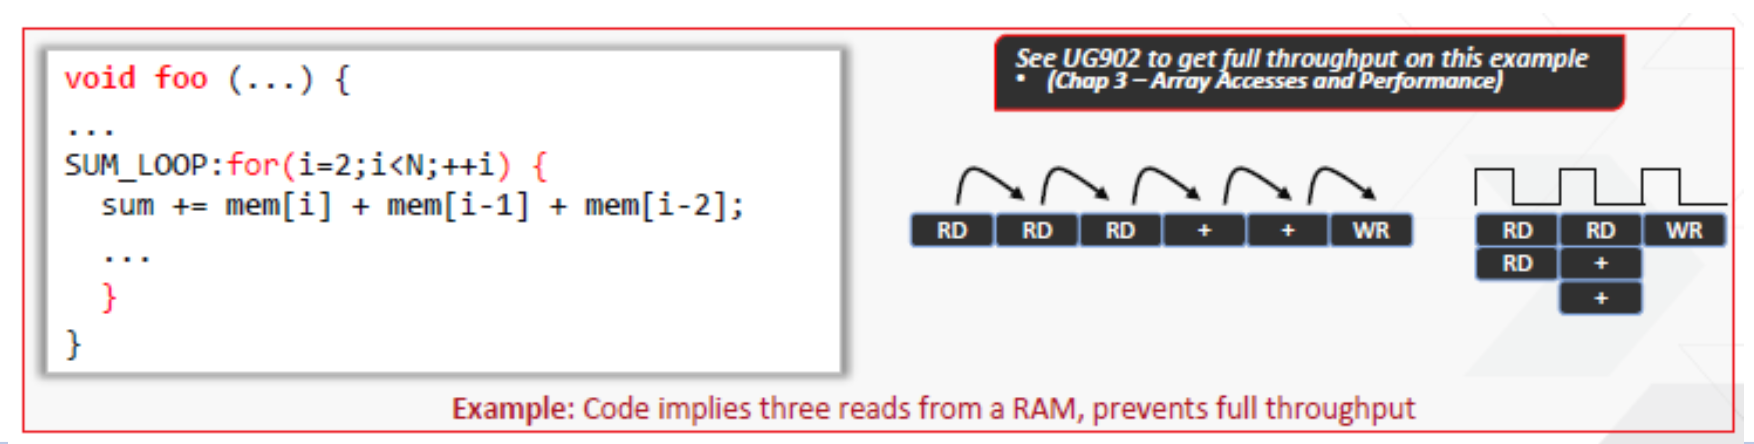 void foo (...) {
...
SUM_LOOP:for(i=2;i<N;++i) {
sum += mem[i] + mem[i-1] + mem[i-2];
...
}
}
See UG902 to get full throughput on this example
• (Chap 3 – Array Accesses and Performance)
RD RD RD + + WR
RD RD WR
RD +
+
Example: Code implies three reads from a RAM, prevents full throughput